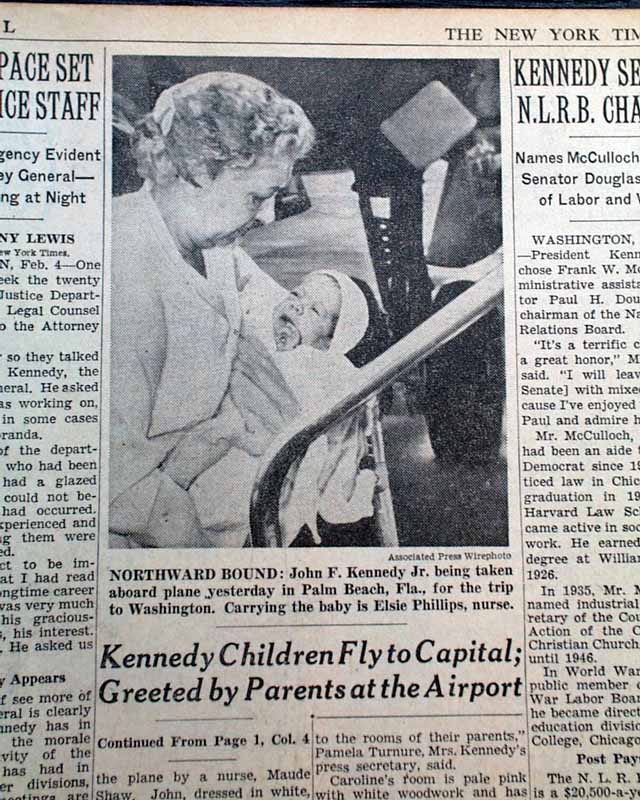 L
THE NEW YORK TIM
PACE SET
ICE STAFF
gency Evident
ey General—
ng at Night
NY LEWIS
ew York Times.
N, Feb. 4—One
eek the twenty
Justice Depart-
Legal Counsel
o the Attorney
so they talked
Kennedy, the
neral. He asked
as working on,
in some cases
randa.
of the depart-
who had been
had a glazed
could not be-
had occurred.
xperienced and
g them were
ed.
ct to be im-
at I had read
ongtime career
was very much
his gracious-
s, his interest.
He asked us
y Appears
f see more of
eral is clearly
nnedy has in
the morale
ivity of the
has had in
er divisions,
eetings are
Associated Press Wirephoto
NORTHWARD BOUND: John F. Kennedy Jr. being taken
aboard plane yesterday in Palm Beach, Fla., for the trip
to Washington. Carrying the baby is Elsie Phillips, nurse.
Kennedy Children Fly to Capital;
Greeted by Parents at the Airport
Continued From Page 1, Col. 4
the plane by a nurse, Maude
Shaw. John, dressed in white,
to the rooms of their parents,"
Pamela Turnure, Mrs. Kennedy's
press secretary, said.
Caroline's room is pale pink
with white woodwork and has
KENNEDY SE
N.L.R.B. CHA
Names McCulloch
Senator Douglas
of Labor and W
WASHINGTON,
—President Kenn
chose Frank W. M
ministrative assista
tor Paul H. Dou
chairman of the Na
Relations Board.
"It's a terrific c
a great honor," M
said. "I will leav
Senate] with mixe
cause I've enjoyed
Paul and admire h
Mr. McCulloch,
had been an aide t
Democrat since 19
ticed law in Chic
graduation in 19
Harvard Law Sch
came active in soc
work. He earned
degree at William
1926.
In 1935, Mr. M
named industrial
retary of the Cou
Action of the C
Christian Church
until 1946.
In World War
public member o
War Labor Boar
he became direct
education divisio
College, Chicago
Post Pay
The N. L. R. B
is a $20,500-a-y